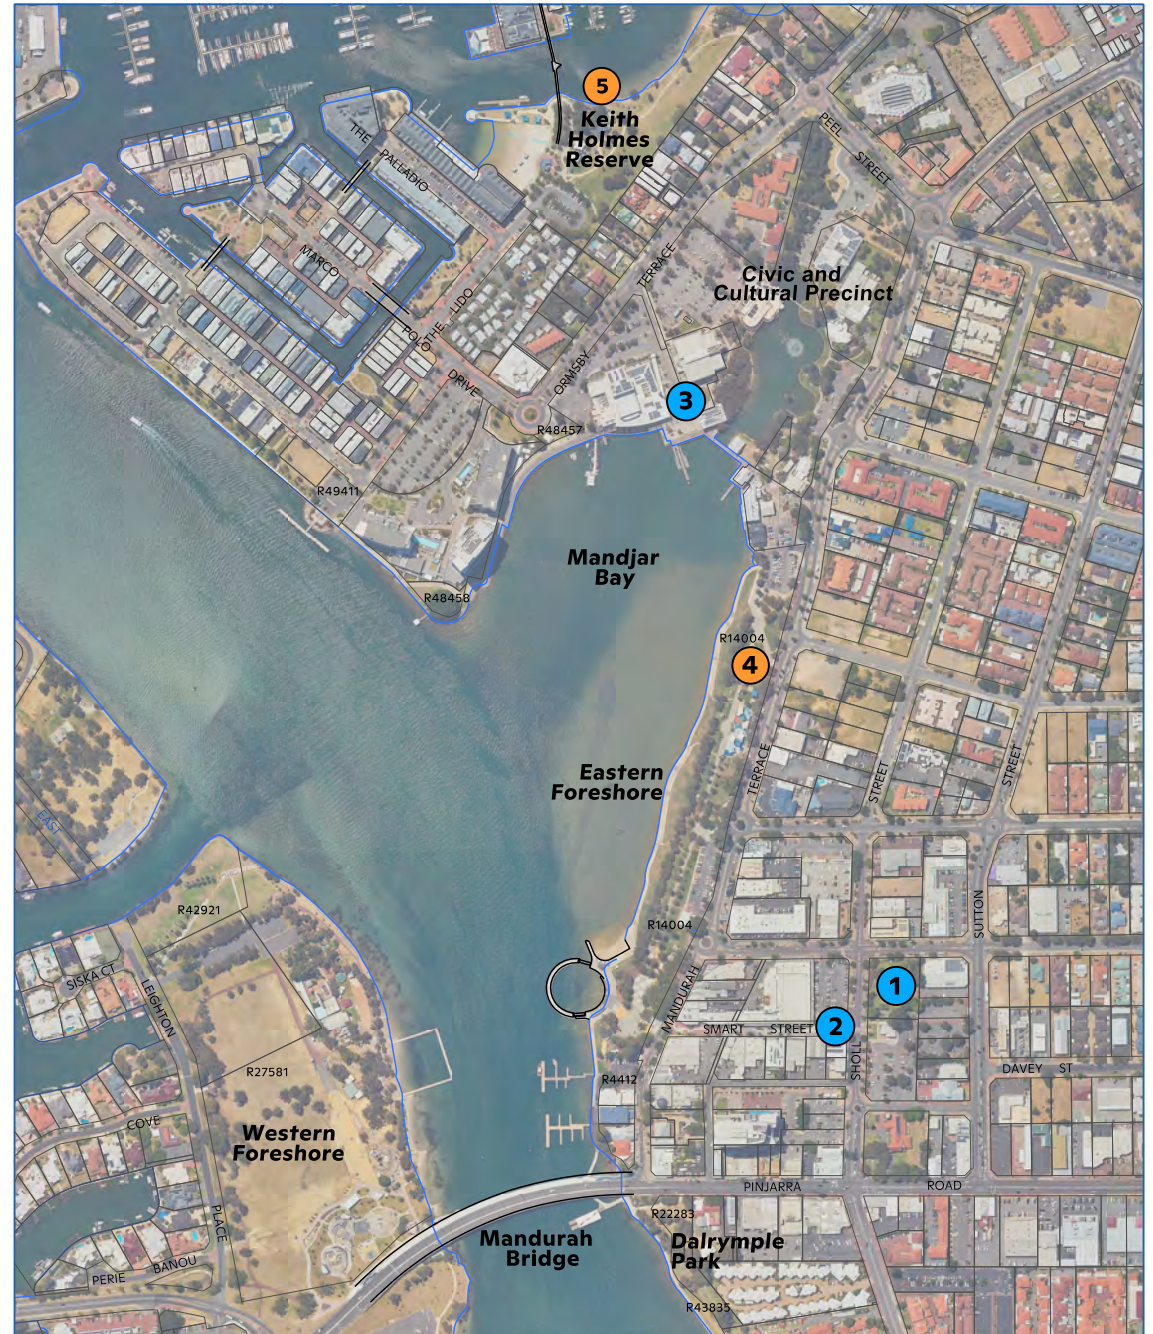 5
Keith
Holmes
Reserve
THE
PALLADIO
PEEL
STREET
MARCO
POLO
DRIVE
THE LIDO
TERRACE
ORMSBY
Civic and
Cultural Precinct
3
R48457
R49411
R48458
Mandjar
Bay
R14004
4
Eastern
Foreshore
TERRACE
STREET
STREET
EAST
R42921
R14004
SUTTON
SISKA CT
LEIGHTON
MANDURAH
1
2
SMART STREET
SHOLL
R27581
R4412
DAVEY ST
COVE
Western
Foreshore
PINJARRA ROAD
PLACE
R22283
Mandurah
Bridge
Dalrymple
Park
PERIE BANOU
R43835